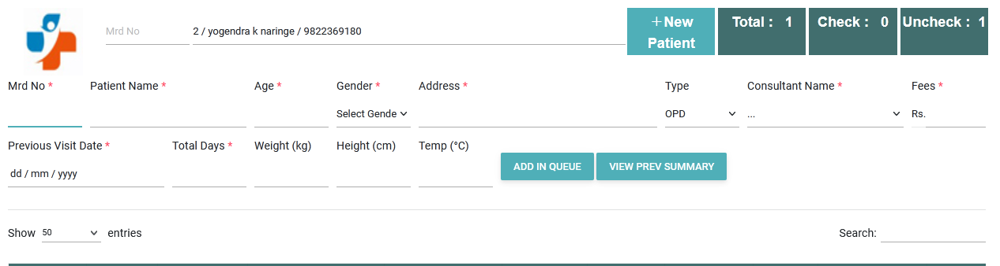 Mrd No 2 / yogendra k naringe / 9822369180 +New Patient Total : 1 Check : 0 Uncheck : 1
Mrd No * Patient Name * Age * Gender * Address * Type Consultant Name * Fees *
Select Gende OPD ... Rs.
Previous Visit Date * Total Days * Weight (kg) Height (cm) Temp (°C)
dd / mm / yyyy ADD IN QUEUE VIEW PREV SUMMARY
Show 50 entries Search: